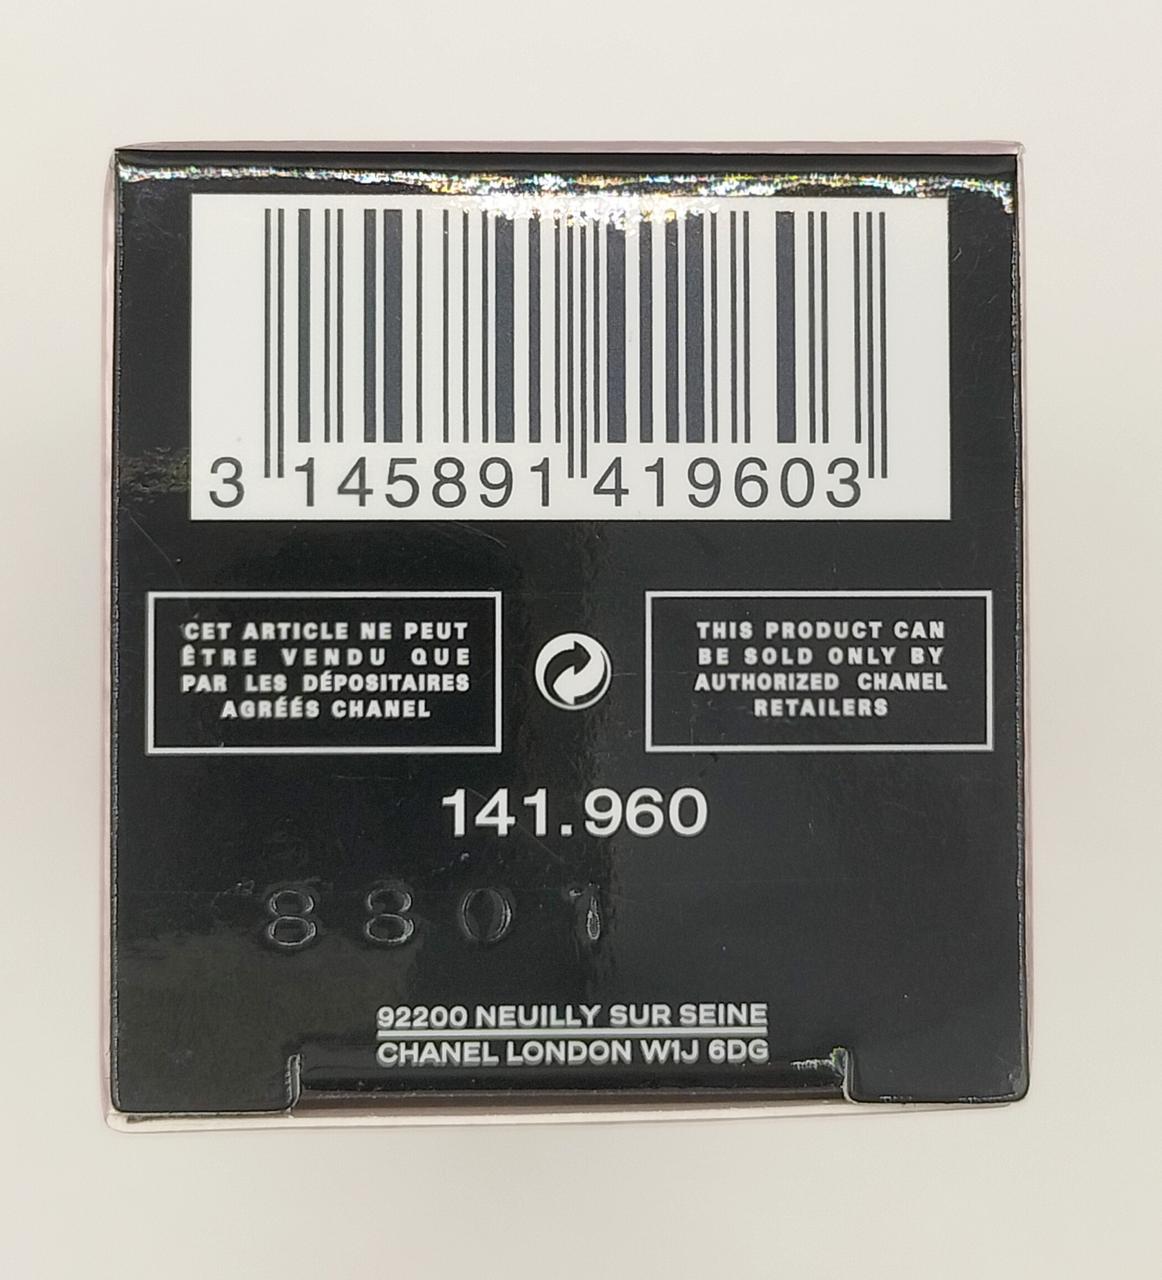 3 145891 419603
CET ARTICLE NE PEUT
ÊTRE VENDU QUE
PAR LES DÉPOSITAIRES
AGRÉÉS CHANEL
THIS PRODUCT CAN
BE SOLD ONLY BY
AUTHORIZED CHANEL
RETAILERS
141.960
8801
92200 NEUILLY SUR SEINE
CHANEL LONDON W1J 6DG